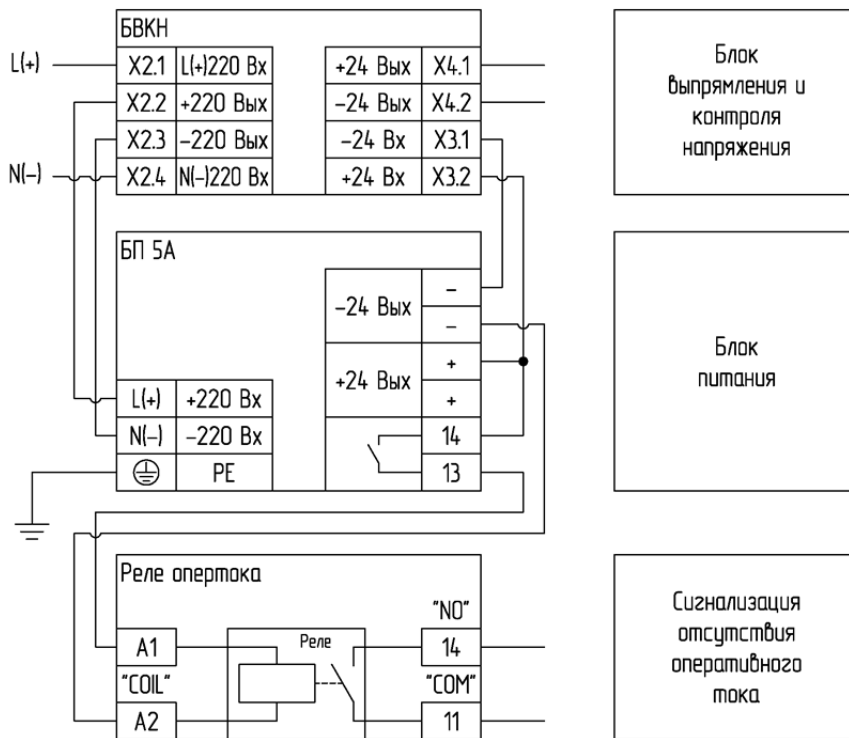 БВКН
L(+)
X2.1 L(+)220 Вх +24 Вых X4.1
X2.2 +220 Вых –24 Вых X4.2
X2.3 –220 Вых –24 Вх X3.1
N(–)
X2.4 N(–)220 Вх +24 Вх X3.2
Блок
выпрямления и
контроля
напряжения
БП 5А
–24 Вых
–
–
+24 Вых
+
+
L(+) +220 Вх
N(–) –220 Вх
PE
14
13
Блок
питания
Реле опертока
"NO"
A1
Реле
14
"COIL"
"COM"
A2
11
Сигнализация
отсутствия
оперативного
тока